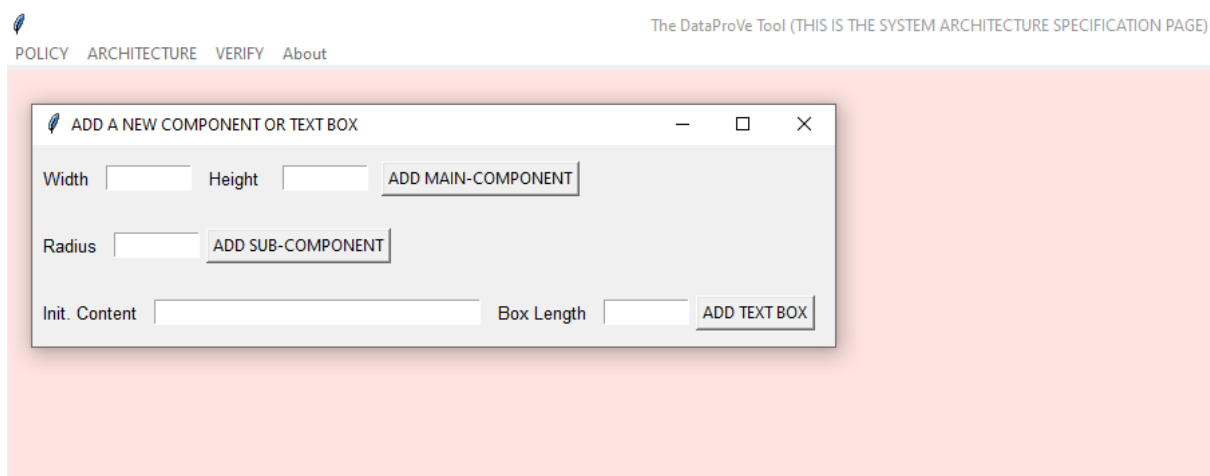 The DataProVe Tool (THIS IS THE SYSTEM ARCHITECTURE SPECIFICATION PAGE)
POLICY ARCHITECTURE VERIFY About
ADD A NEW COMPONENT OR TEXT BOX
Width Height ADD MAIN-COMPONENT
Radius ADD SUB-COMPONENT
Init. Content Box Length ADD TEXT BOX